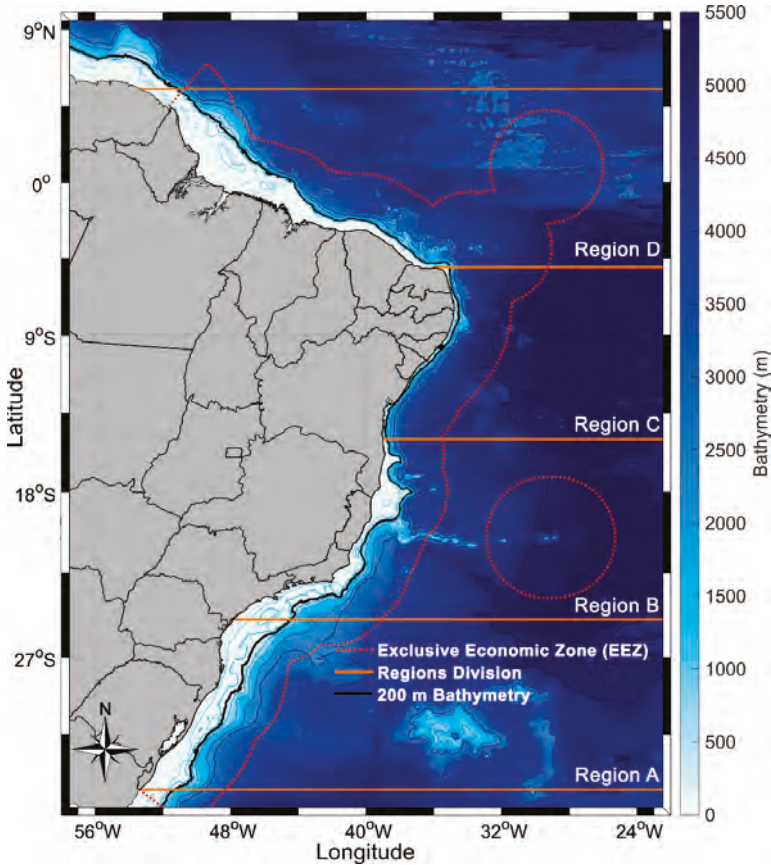 9°N
0°
9°S
18°S
27°S
Latitude
56°W
48°W
40°W
32°W
24°W
Longitude
Region D
Region C
Region B
Region A
Exclusive Economic Zone (EEZ)
Regions Division
200 m Bathymetry
N
5500
5000
4500
4000
3500
3000
2500
2000
1500
1000
500
0
Bathymetry (m)